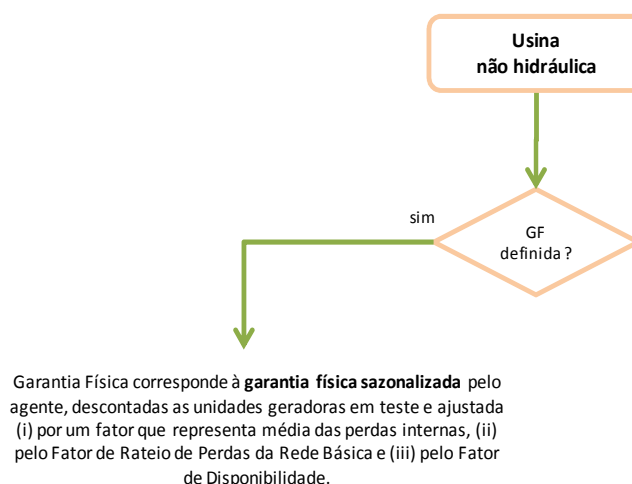 Usina
não hidráulica
sim
GF
definida ?
Garantia Física corresponde à garantia física sazonalizada pelo
agente, descontadas as unidades geradoras em teste e ajustada
(i) por um fator que representa média das perdas internas, (ii)
pelo Fator de Rateio de Perdas da Rede Básica e (iii) pelo Fator
de Disponibilidade.